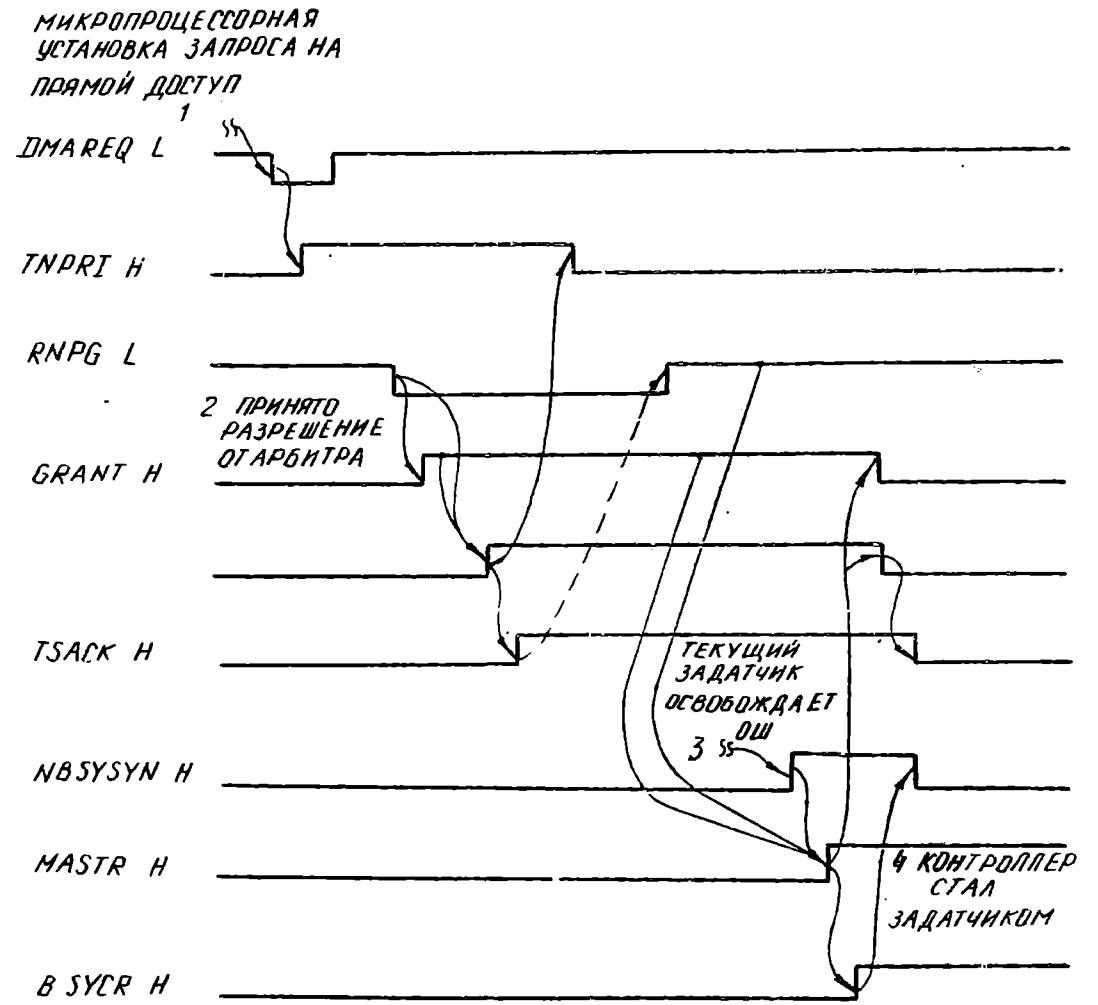 МИКРОПРОЦЕССОРНАЯ
УСТАНОВКА ЗАПРОСА НА
ПРЯМОЙ ДОСТУП
1
DMAREQ L
TNPRI H
RNPG L
2 ПРИНЯТО
РАЗРЕШЕНИЕ
ОТ АРБИТРА
GRANT H
TSACK H
ТЕКУЩИЙ
ЗАДАТЧИК
ОСВОБОЖДАЕТ
ОШ
3
NBSYSYN H
MASTR H
4 КОНТРОЛЛЕР
СТАЛ
ЗАДАТЧИКОМ
BSYCR H